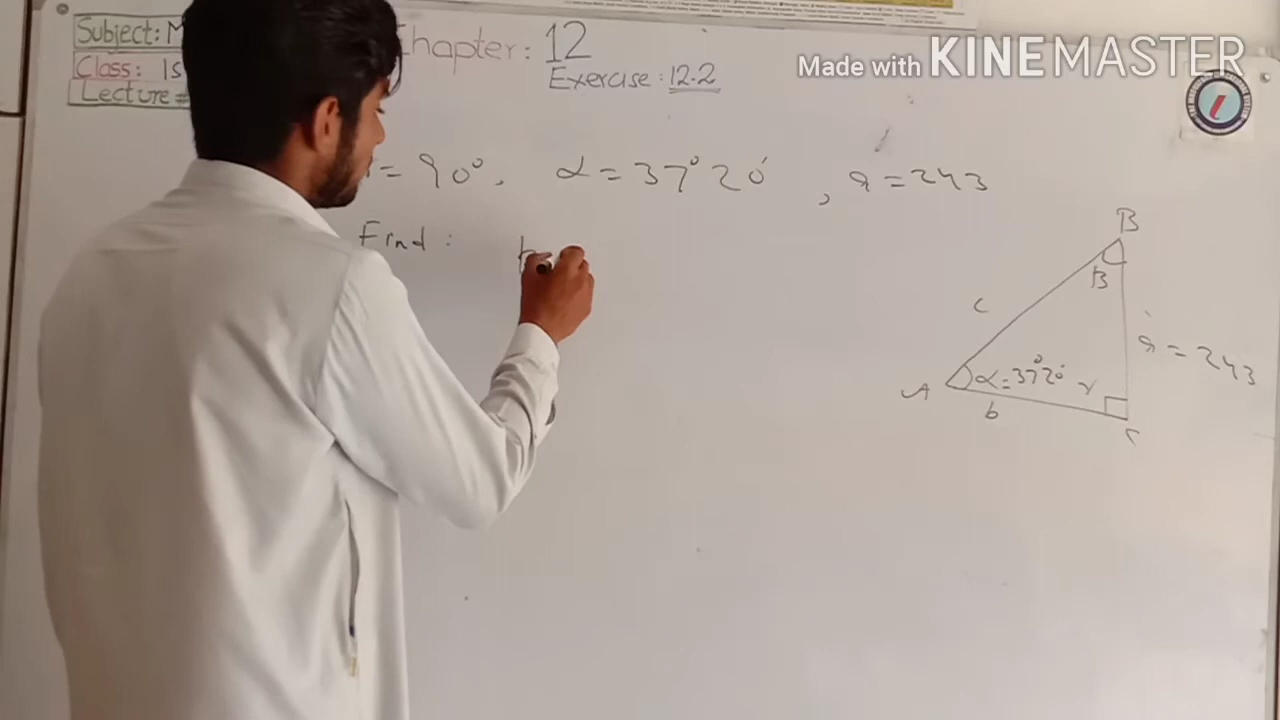 Subject: M
Chapter: 12
Made with KINEMASTER
Class: 1s
Exercise: 12.2
Lecture #
= 90°, α = 37°20′, a = 243
Find :
B
B
c
a = 243
A
α = 37°20′ γ
b
C